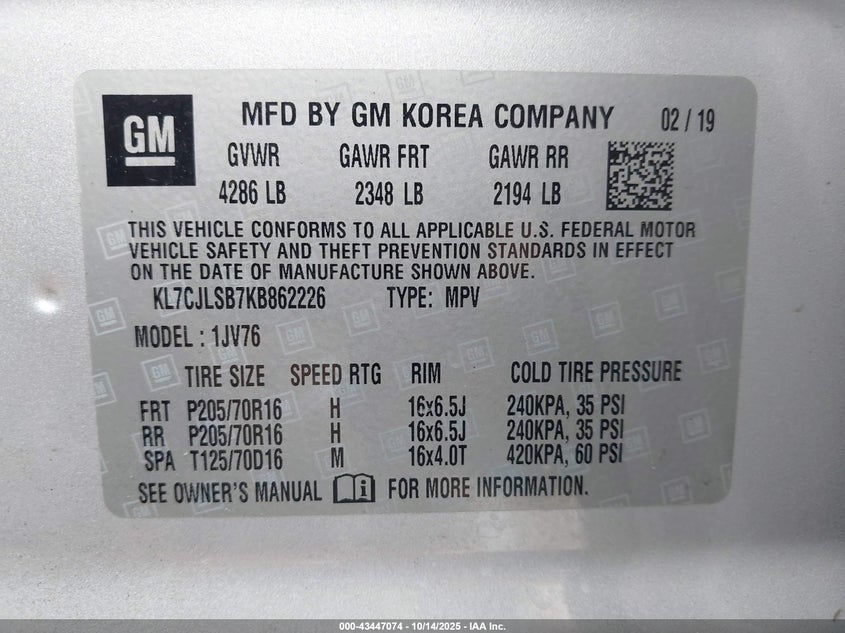 GM MFD BY GM KOREA COMPANY 02 / 19
GVWR GAWR FRT GAWR RR
4286 LB 2348 LB 2194 LB
THIS VEHICLE CONFORMS TO ALL APPLICABLE U.S. FEDERAL MOTOR
VEHICLE SAFETY AND THEFT PREVENTION STANDARDS IN EFFECT
ON THE DATE OF MANUFACTURE SHOWN ABOVE.
KL7CJLSB7KB862226 TYPE: MPV
MODEL : 1JV76
TIRE SIZE SPEED RTG RIM COLD TIRE PRESSURE
FRT P205/70R16 H 16x6.5J 240KPA, 35 PSI
RR P205/70R16 H 16x6.5J 240KPA, 35 PSI
SPA T125/70D16 M 16x4.0T 420KPA, 60 PSI
SEE OWNER'S MANUAL i FOR MORE INFORMATION.
000-43447074 - 10/14/2025 - IAA Inc.